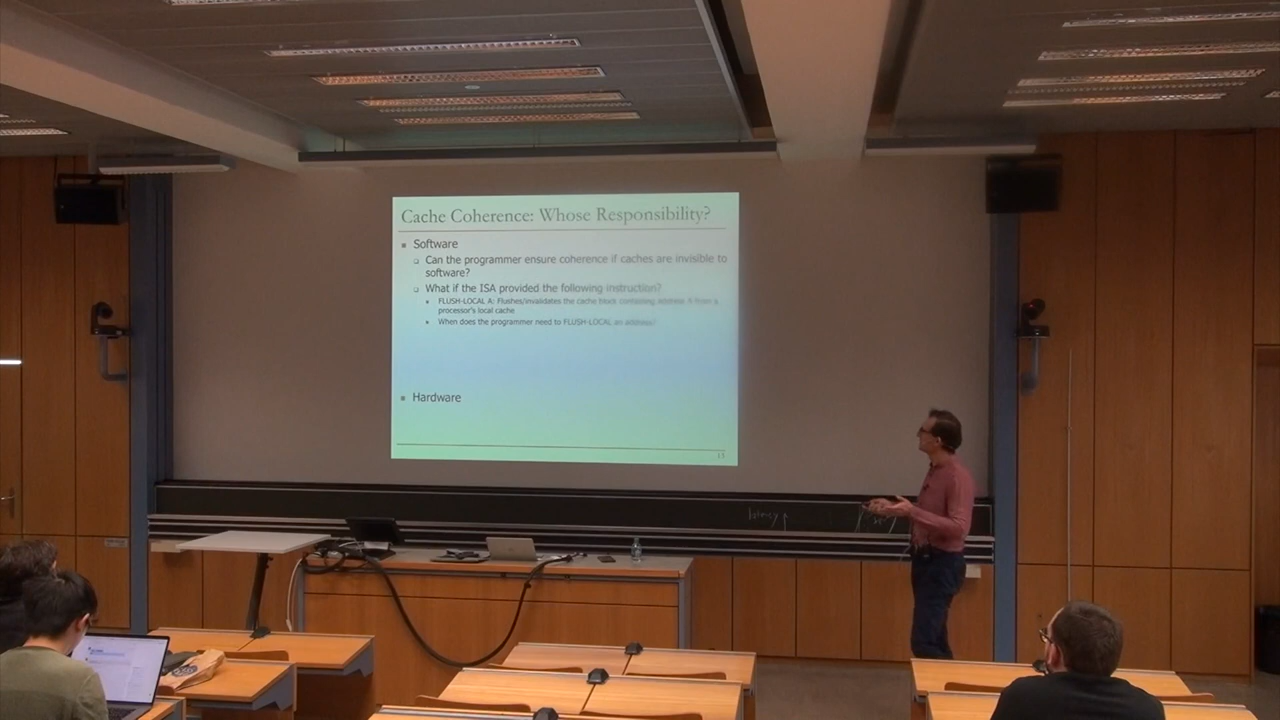 Cache Coherence: Whose Responsibility?
Software
Can the programmer ensure coherence if caches are invisible to
software?
What if the ISA provided the following instruction?
FLUSH-LOCAL A: Flushes/invalidates the cache block containing address A from a
processor's local cache
When does the programmer need to FLUSH-LOCAL an address?
Hardware
15
latency